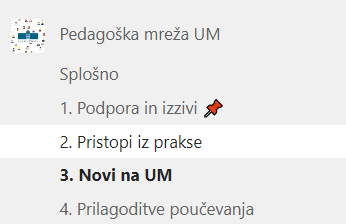 Pedagoška mreža UM
Splošno
1. Podpora in izzivi 📌
2. Pristopi iz prakse
3. Novi na UM
4. Prilagoditve poučevanja